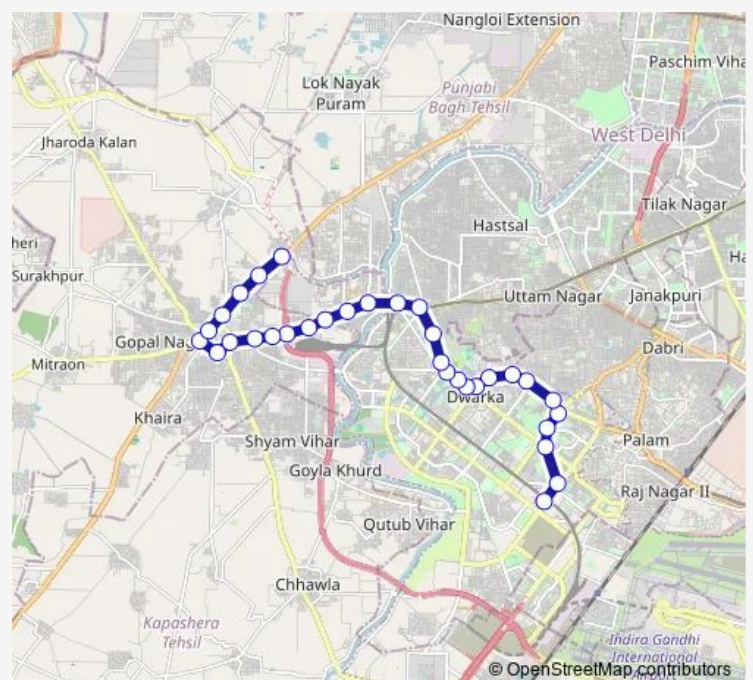 Nangloi Extension
Paschim Viha
Lok Nayak
Puram
Punjabi
Bagh Tehsil
West Delhi
Jharoda Kalan
Tilak Nagar
Hastsal
heri
Ha
Surakhpur
Uttam Nagar
Janakpuri
Gopal Nag
Dabri
Mitraon
Dwarka
Khaira
Shyam Vihar
Palam
Goyla Khurd
Raj Nagar II
Qutub Vihar
Chhawla
Kapashera
Tehsil
Indira Gandhi
International
Airport
© OpenStreetMap contributors